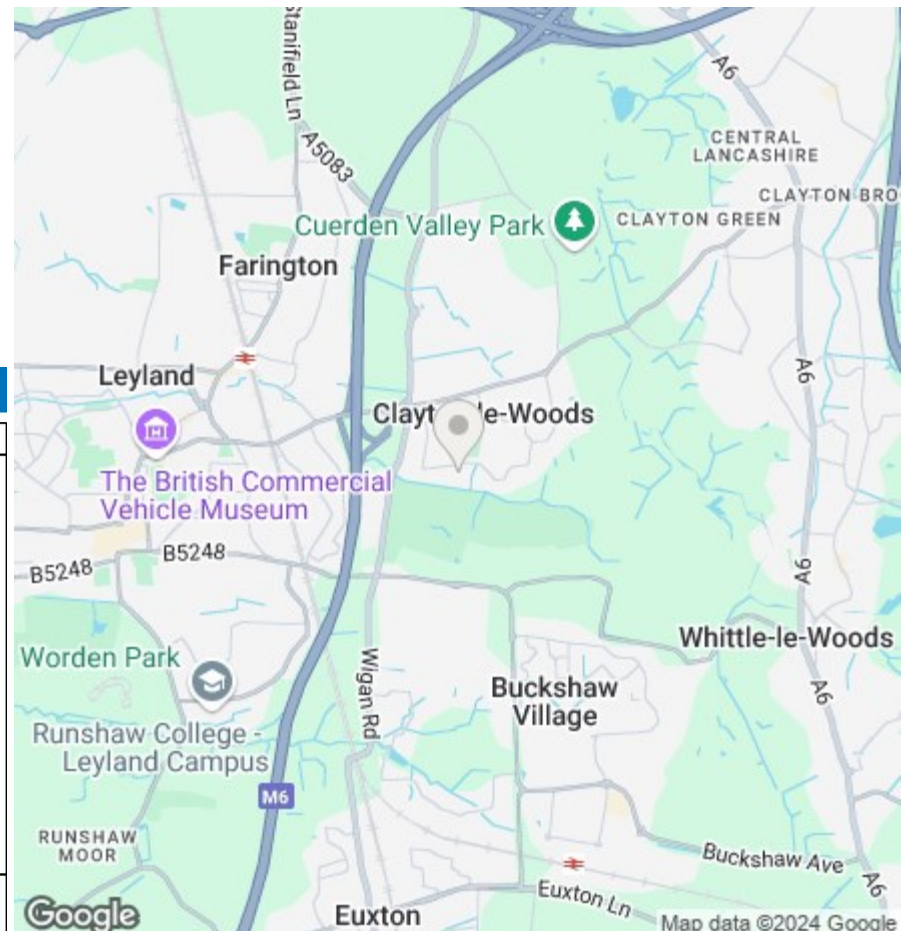 Stanifield Ln
A6
A5083
CENTRAL
LANCASHIRE
CLAYTON BRO
Cuerden Valley Park
CLAYTON GREEN
Farington
A6
Leyland
Clayt le-Woods
The British Commercial
Vehicle Museum
B5248
B5248
A6
Worden Park
Whittle-le-Woods
Wigan Rd
Buckshaw
Village
A6
Runshaw College -
Leyland Campus
M6
RUNSHAW
MOOR
Buckshaw Ave
A6
Euxton Ln
Euxton
Google
Map data ©2024 Google